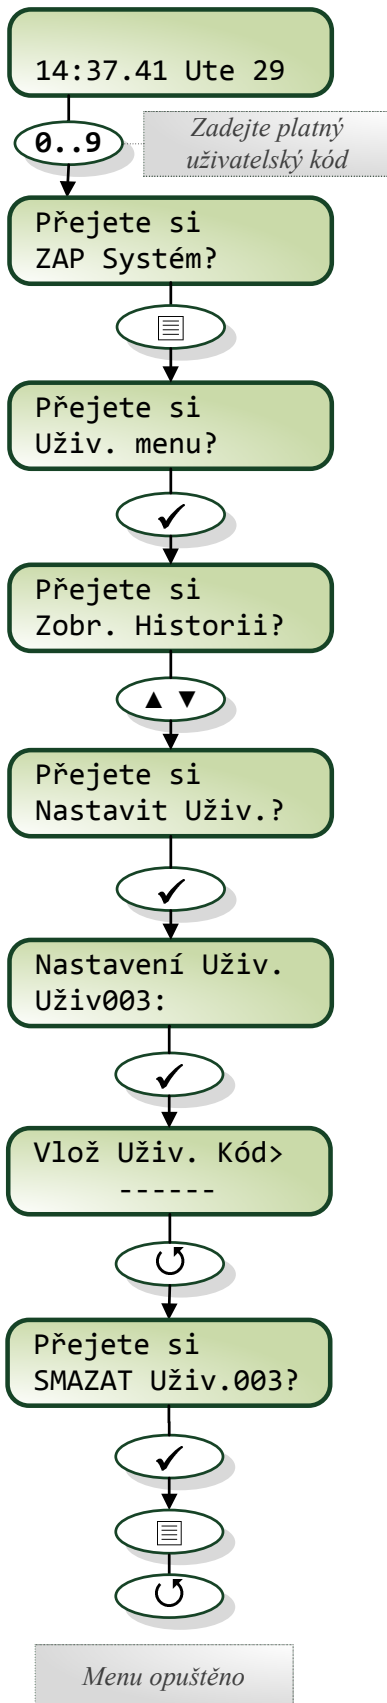 14:37.41 Ute 29
0..9
Zadejte platný
uživatelský kód
Přejete si
ZAP Systém?
Přejete si
Uživ. menu?
✓
Přejete si
Zobr. Historii?
▲ ▼
Přejete si
Nastavit Uživ.?
✓
Nastavení Uživ.
Uživ003:
✓
Vlož Uživ. Kód>
------
↺
Přejete si
SMAZAT Uživ.003?
✓
↺
Menu opuštěno